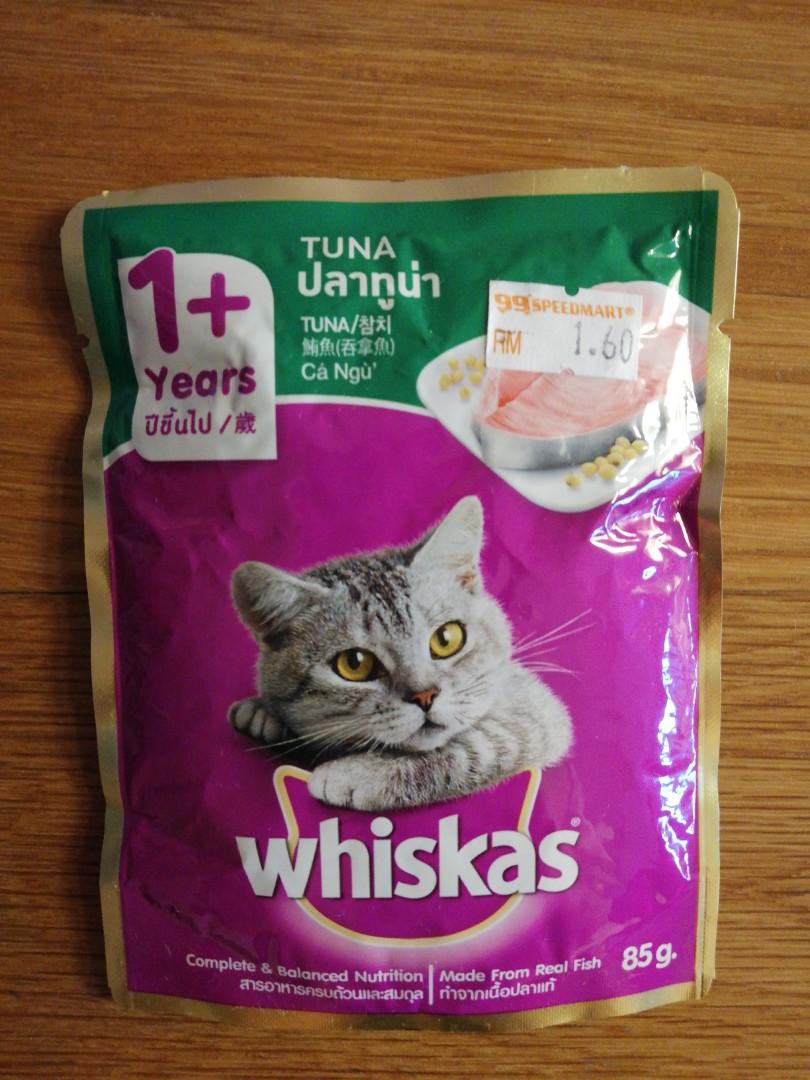 1+
Years
ปีขึ้นไป / 歲
TUNA
ปลาทูน่า
TUNA/참치
鮪魚(吞拿魚)
Cá Ngừ
99 SPEEDMART®
RM 1.60
whiskas®
Complete & Balanced Nutrition
สารอาหารครบถ้วนและสมดุล
Made From Real Fish
ทำจากเนื้อปลาแท้
85g.